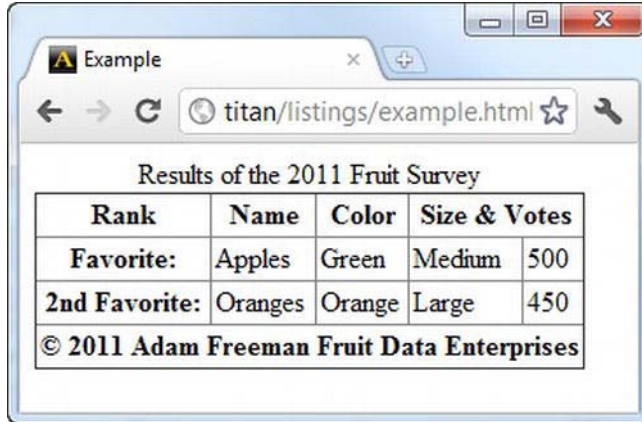 Example
titan/listings/example.html
Results of the 2011 Fruit Survey
Rank Name Color Size & Votes
Favorite: Apples Green Medium 500
2nd Favorite: Oranges Orange Large 450
© 2011 Adam Freeman Fruit Data Enterprises